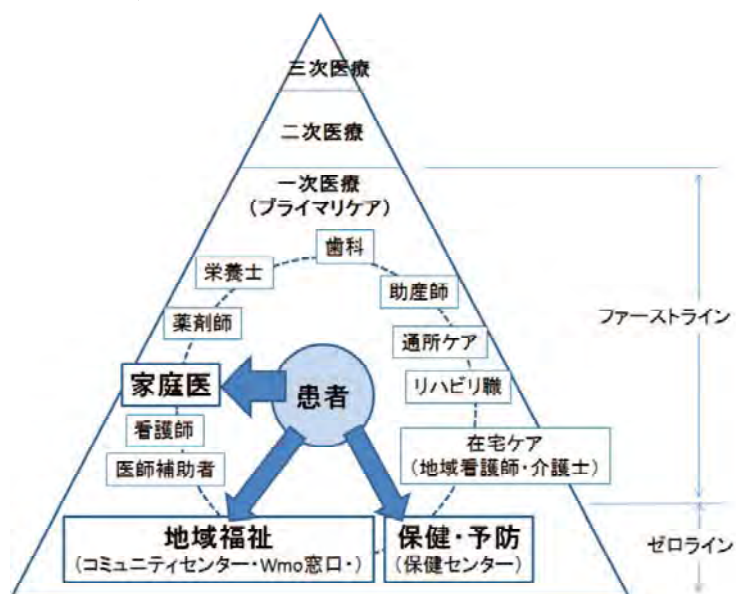 三次医療
二次医療
一次医療
(プライマリケア)
歯科
栄養士
助産師
薬剤師
通所ケア
ファーストライン
家庭医
患者
リハビリ職
看護師
在宅ケア
(地域看護師・介護士)
医師補助者
地域福祉
(コミュニティセンター・Wmo窓口・)
保健・予防
(保健センター)
ゼロライン